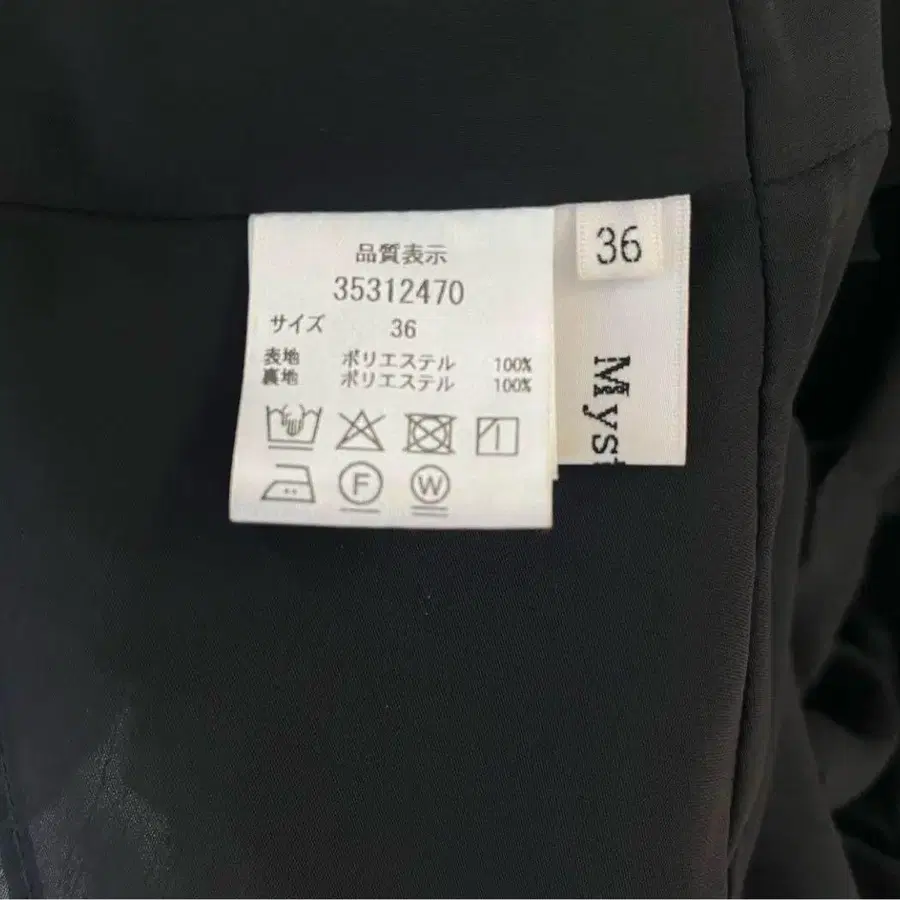 品質表示
35312470
サイズ 36
表地 ポリエステル 100%
裏地 ポリエステル 100%
F W
36
Myst